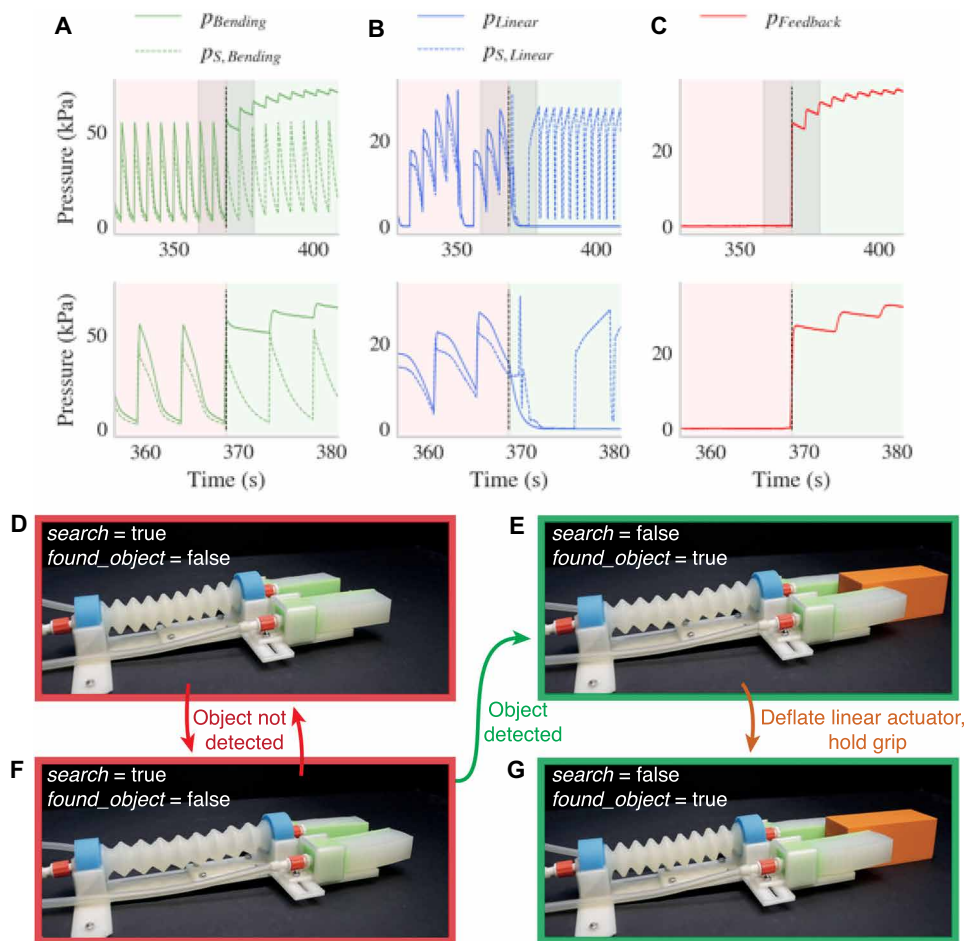 A
p_Bending
p_S,Bending
B
p_Linear
p_S,Linear
C
p_Feedback
Pressure (kPa)
50
0
350
400
20
0
350
400
20
0
350
400
Pressure (kPa)
50
0
360
370
380
Time (s)
20
0
360
370
380
Time (s)
20
0
360
370
380
Time (s)
D
search = true
found_object = false
E
search = false
found_object = true
Object not
detected
Object
detected
Deflate linear actuator,
hold grip
F
search = true
found_object = false
G
search = false
found_object = true